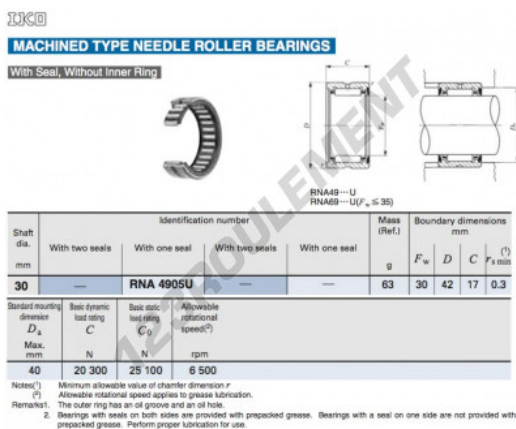 IKO
MACHINED TYPE NEEDLE ROLLER BEARINGS
With Seal, Without Inner Ring
C
D
Fw
r
Da
RNA49···U
RNA69···U(Fw ≦ 35)
123ROULEMENT
Shaft dia. mm
Identification number
Mass (Ref.) g
Boundary dimensions mm
With two seals
With one seal
With two seals
With one seal
Fw D C rs min (1)
30 — RNA 4905U — — 63 30 42 17 0.3
Standard mounting dimension Da Max. mm
Basic dynamic load rating C N
Basic static load rating C0 N
Allowable rotational speed(2) rpm
40 20 300 25 100 6 500
Notes(1) Minimum allowable value of chamfer dimension r
(2) Allowable rotational speed applies to grease lubrication.
Remarks1. The outer ring has an oil groove and an oil hole.
2. Bearings with seals on both sides are provided with prepacked grease. Bearings with a seal on one side are not provided with
prepacked grease. Perform proper lubrication for use.